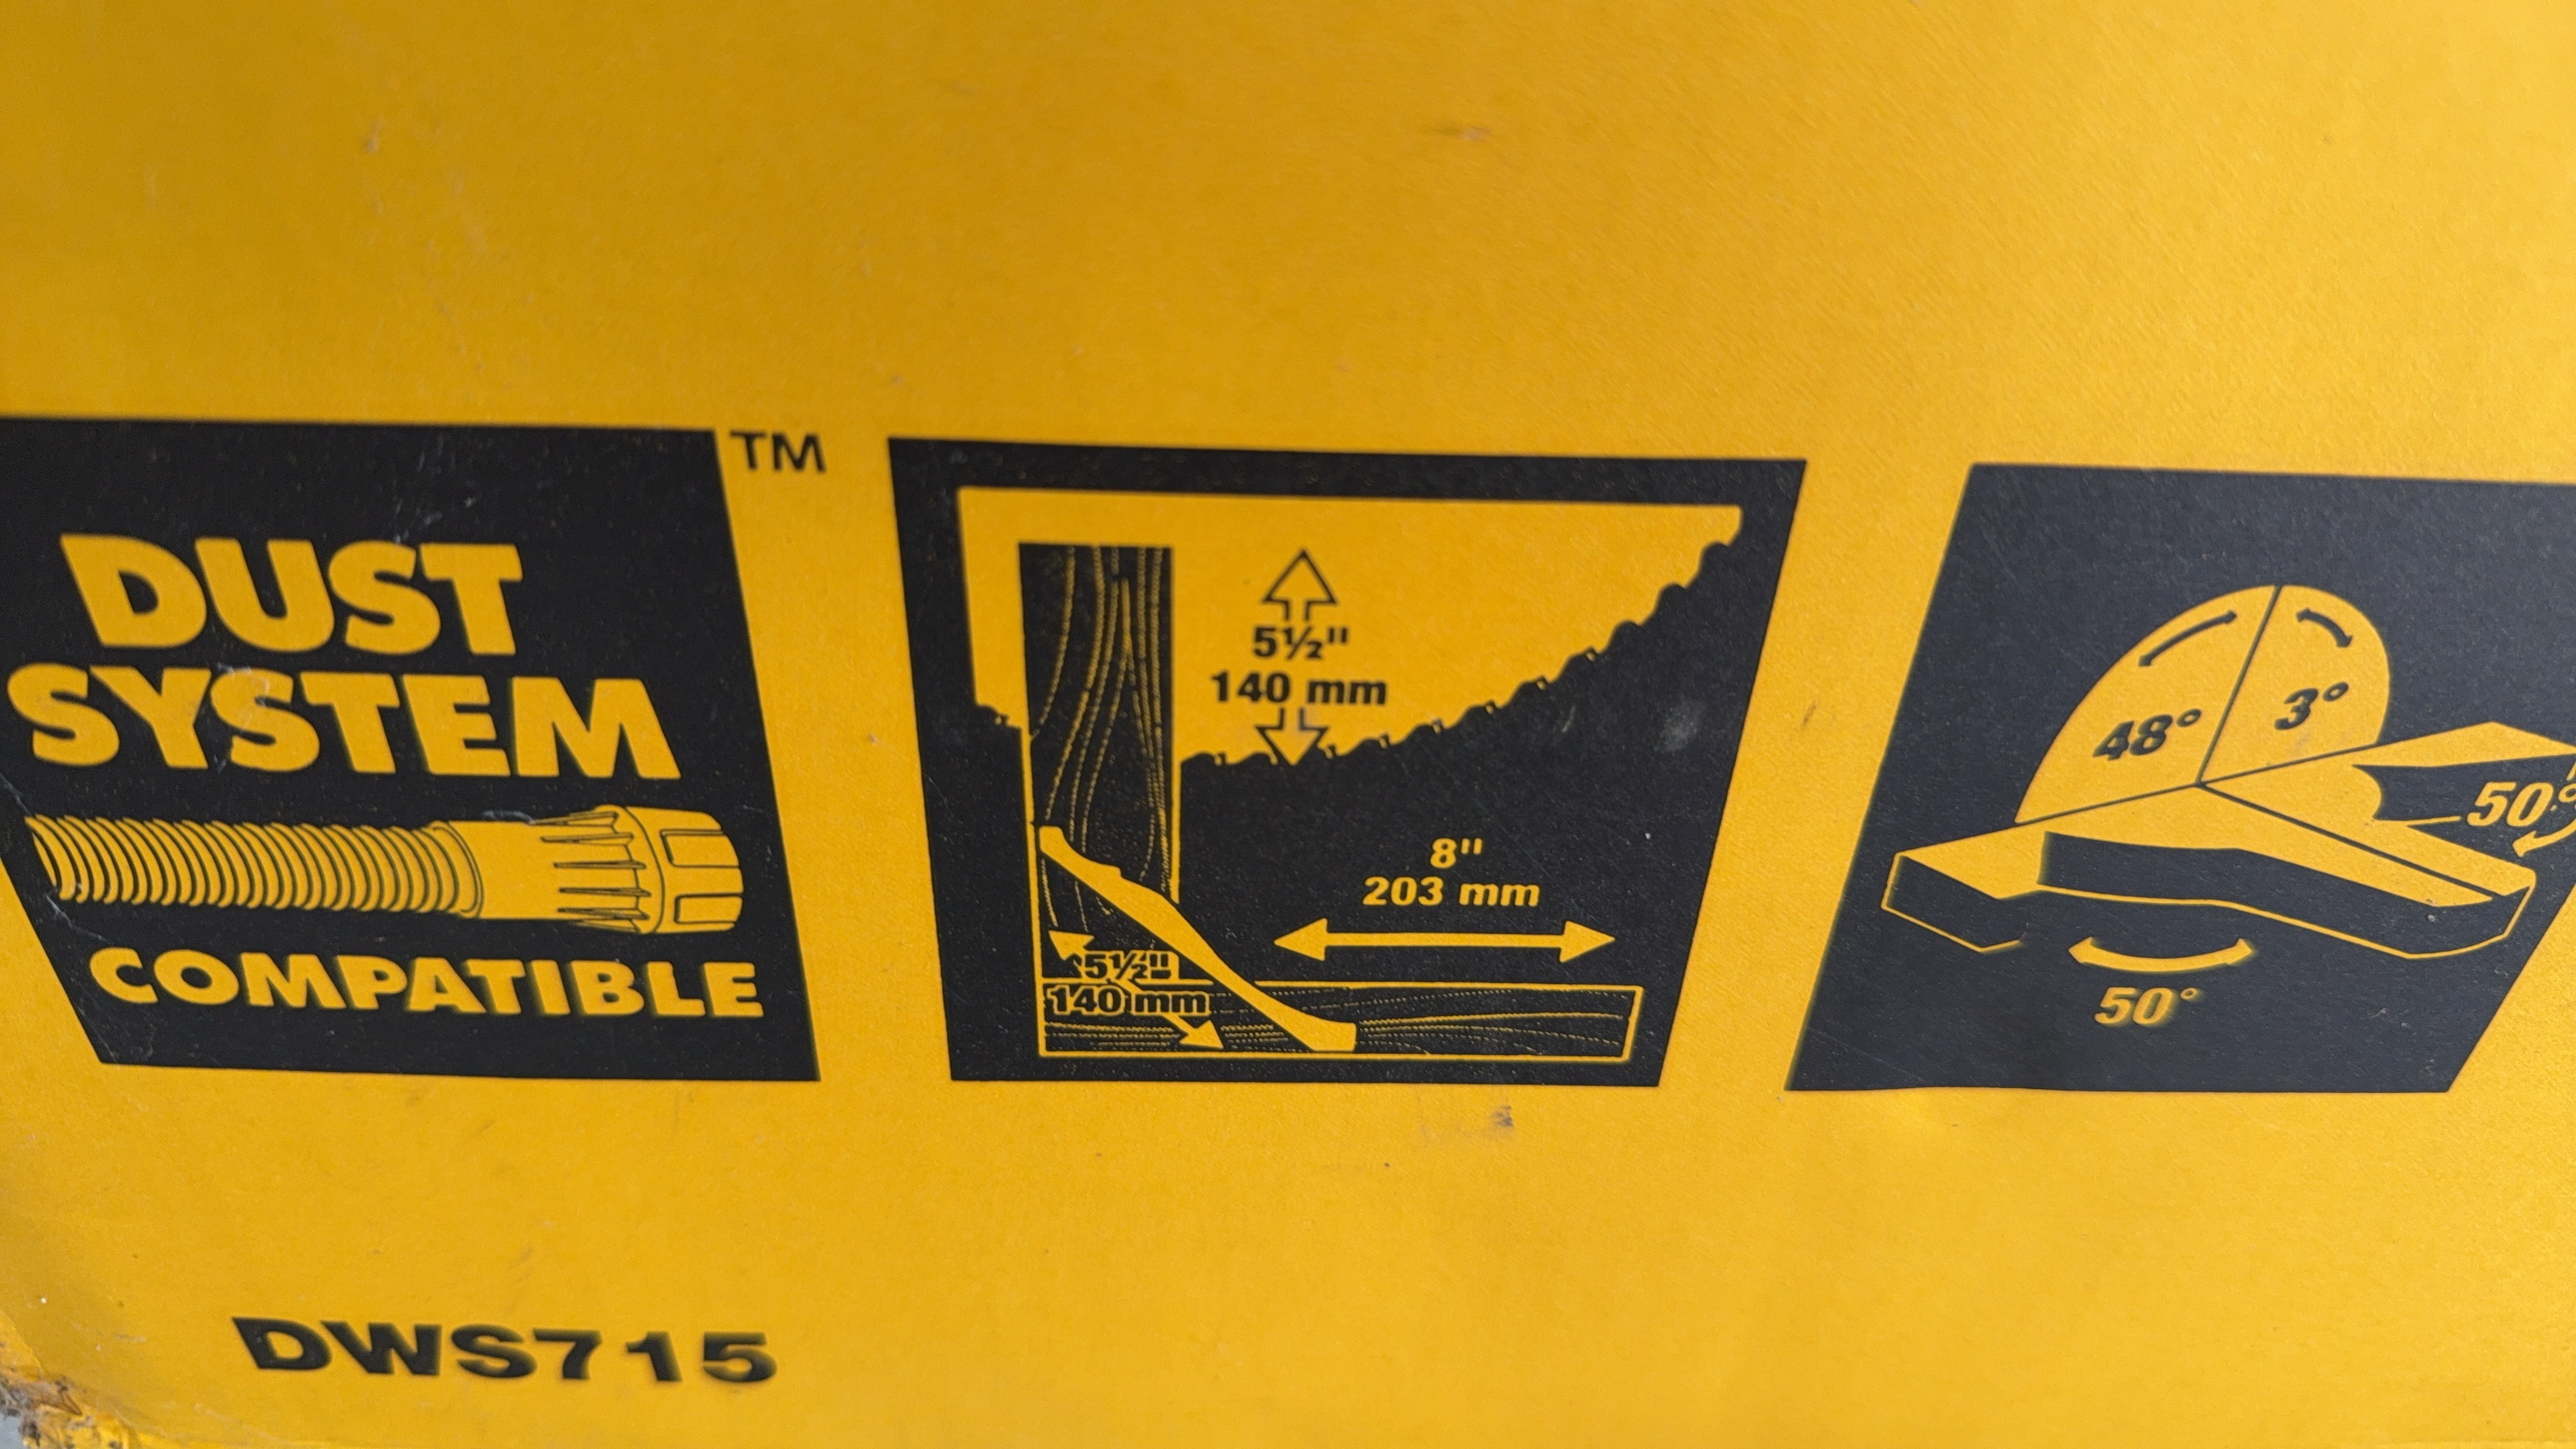 TM
DUST
SYSTEM
COMPATIBLE
5½"
140 mm
8"
203 mm
5½"
140 mm
48°
3°
50°
50°
DWS715